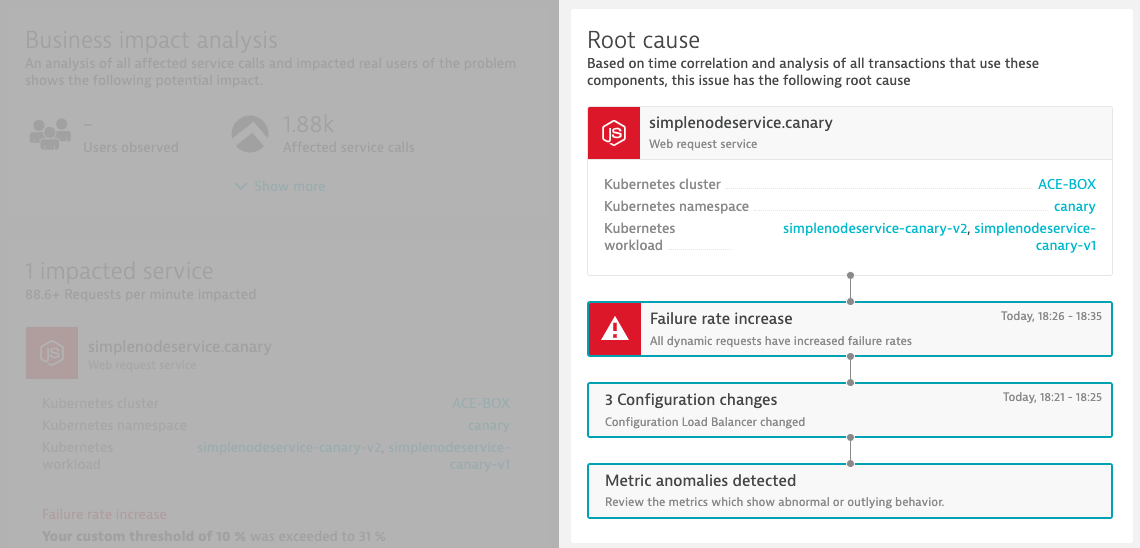 Business impact analysis
An analysis of all affected service calls and impacted real users of the problem
shows the following potential impact.
–
Users observed
1.88k
Affected service calls
Show more
1 impacted service
88.6+ Requests per minute impacted
JS
simplenodeservice.canary
Web request service
Kubernetes cluster ACE-BOX
Kubernetes namespace canary
Kubernetes simplenodeservice-canary-v2, simplenodeservice-
workload canary-v1
Failure rate increase
Your custom threshold of 10 % was exceeded to 31 %
Root cause
Based on time correlation and analysis of all transactions that use these
components, this issue has the following root cause
JS
simplenodeservice.canary
Web request service
Kubernetes cluster ACE-BOX
Kubernetes namespace canary
Kubernetes simplenodeservice-canary-v2, simplenodeservice-
workload canary-v1
Failure rate increase Today, 18:26 - 18:35
All dynamic requests have increased failure rates
3 Configuration changes Today, 18:21 - 18:25
Configuration Load Balancer changed
Metric anomalies detected
Review the metrics which show abnormal or outlying behavior.